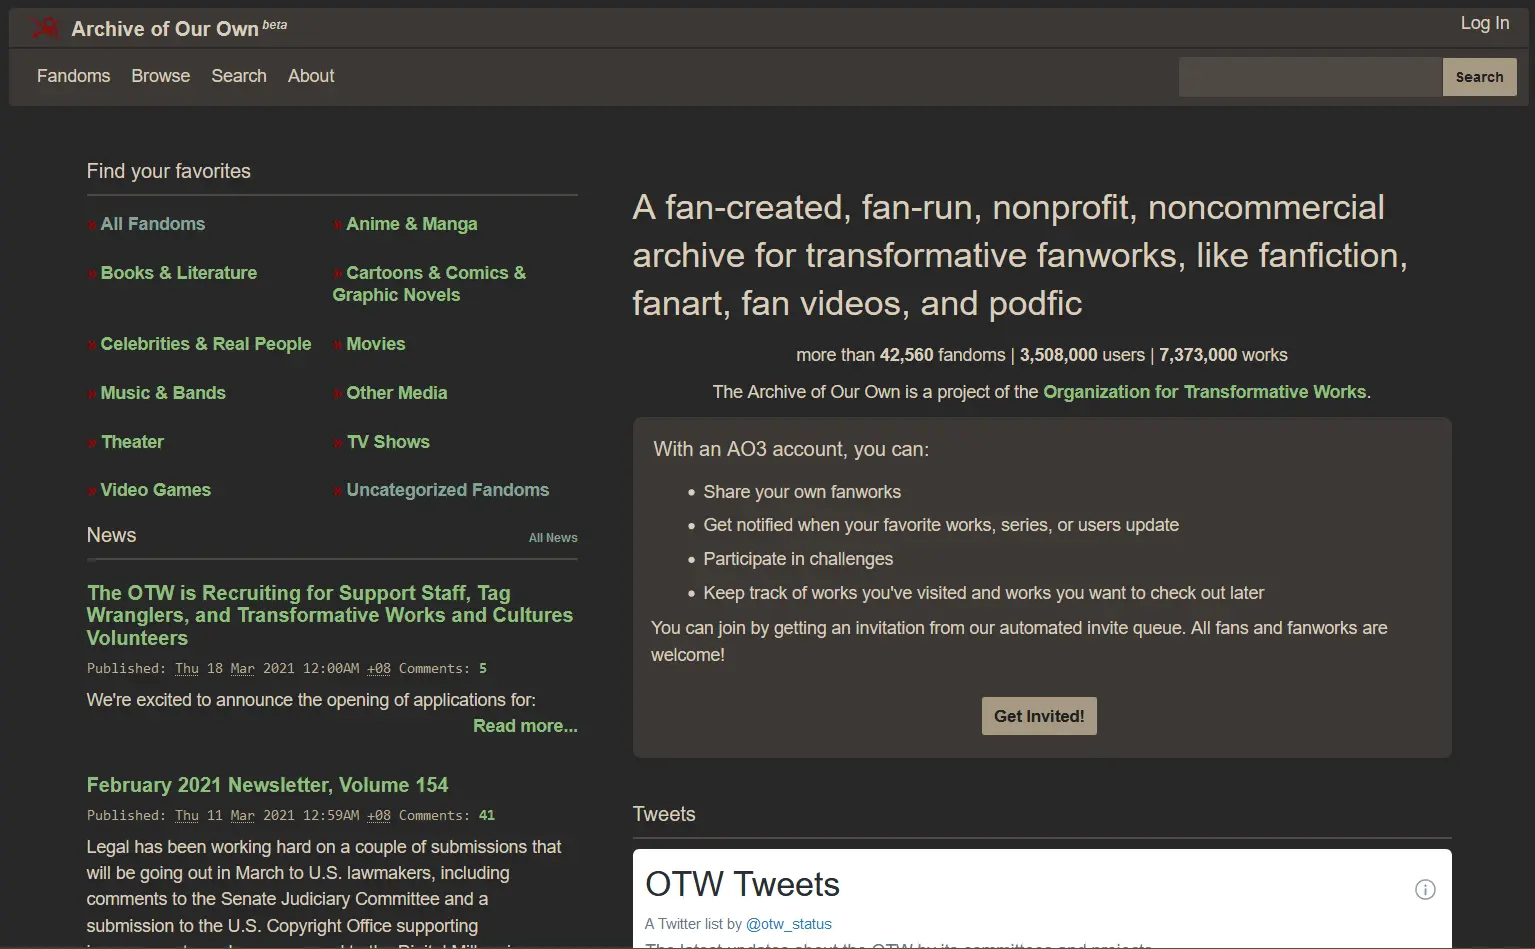 Archive of Our Own beta
Log In
Fandoms Browse Search About
Search
Find your favorites
» All Fandoms
» Anime & Manga
» Books & Literature
» Cartoons & Comics &
Graphic Novels
» Celebrities & Real People
» Movies
» Music & Bands
» Other Media
» Theater
» TV Shows
» Video Games
» Uncategorized Fandoms
News
All News
The OTW is Recruiting for Support Staff, Tag
Wranglers, and Transformative Works and Cultures
Volunteers
Published: Thu 18 Mar 2021 12:00AM +08 Comments: 5
We're excited to announce the opening of applications for:
Read more...
February 2021 Newsletter, Volume 154
Published: Thu 11 Mar 2021 12:59AM +08 Comments: 41
Legal has been working hard on a couple of submissions that
will be going out in March to U.S. lawmakers, including
comments to the Senate Judiciary Committee and a
submission to the U.S. Copyright Office supporting
A fan-created, fan-run, nonprofit, noncommercial
archive for transformative fanworks, like fanfiction,
fanart, fan videos, and podfic
more than 42,560 fandoms | 3,508,000 users | 7,373,000 works
The Archive of Our Own is a project of the Organization for Transformative Works.
With an AO3 account, you can:
• Share your own fanworks
• Get notified when your favorite works, series, or users update
• Participate in challenges
• Keep track of works you've visited and works you want to check out later
You can join by getting an invitation from our automated invite queue. All fans and fanworks are
welcome!
Get Invited!
Tweets
OTW Tweets
A Twitter list by @otw_status
The latest updates about the OTW by its committees and projects